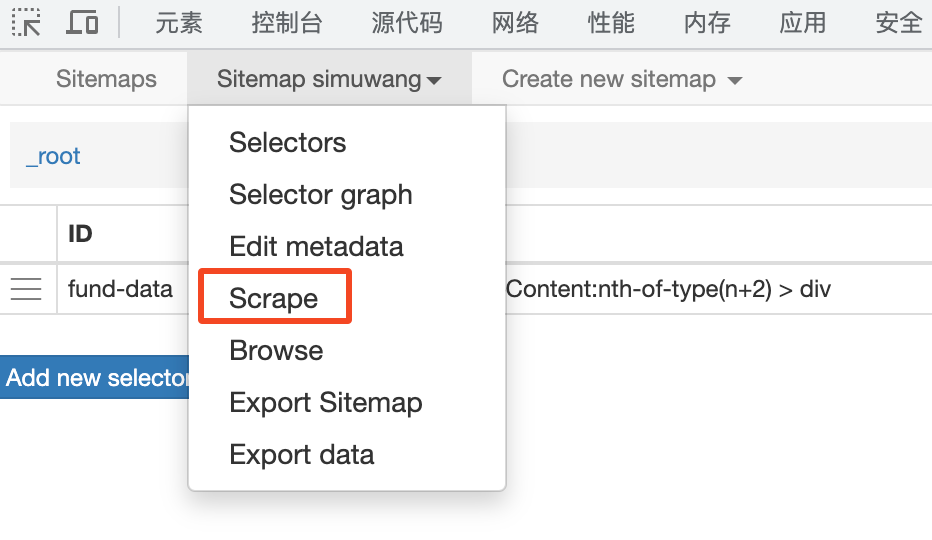 元素 控制台 源代码 网络 性能 内存 应用 安全
Sitemaps Sitemap simuwang Create new sitemap
Selectors
_root
Selector graph
ID
Edit metadata
fund-data Content:nth-of-type(n+2) > div
Scrape
Browse
Add new selector
Export Sitemap
Export data